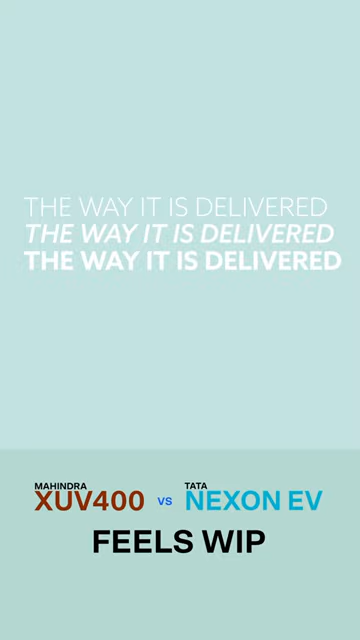 THE WAY IT IS DELIVERED
THE WAY IT IS DELIVERED
THE WAY IT IS DELIVERED
MAHINDRA
XUV400 VS TATA
NEXON EV
FEELS WIP